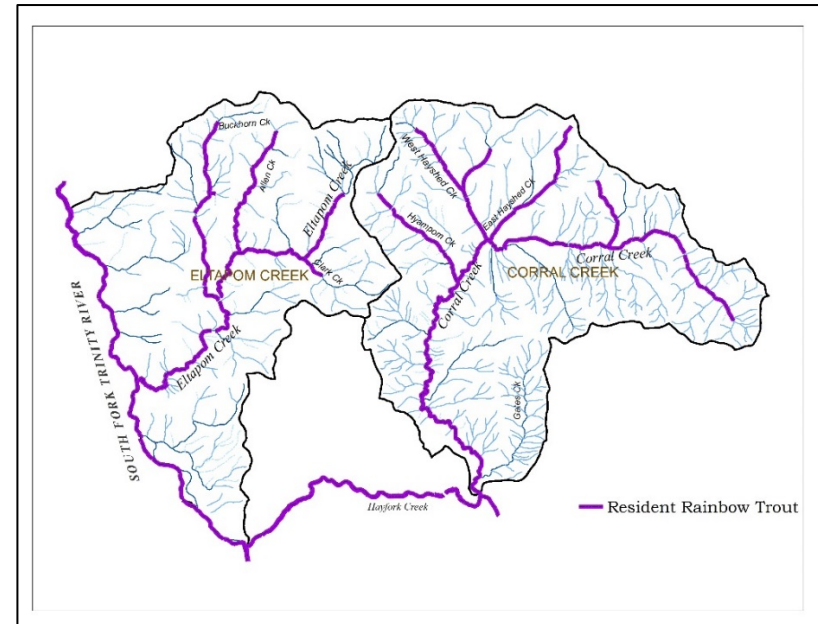 Buckhorn Ck
Allen Ck
Eltapom Creek
West Hayshed Ck
East Hayshed Ck
Hyampom Ck
Clark Ck
ELTAPOM CREEK
CORRAL CREEK
Corral Creek
Corral Creek
Eltapom Creek
SOUTH FORK TRINITY RIVER
Gates Ck
Hayfork Creek
Resident Rainbow Trout